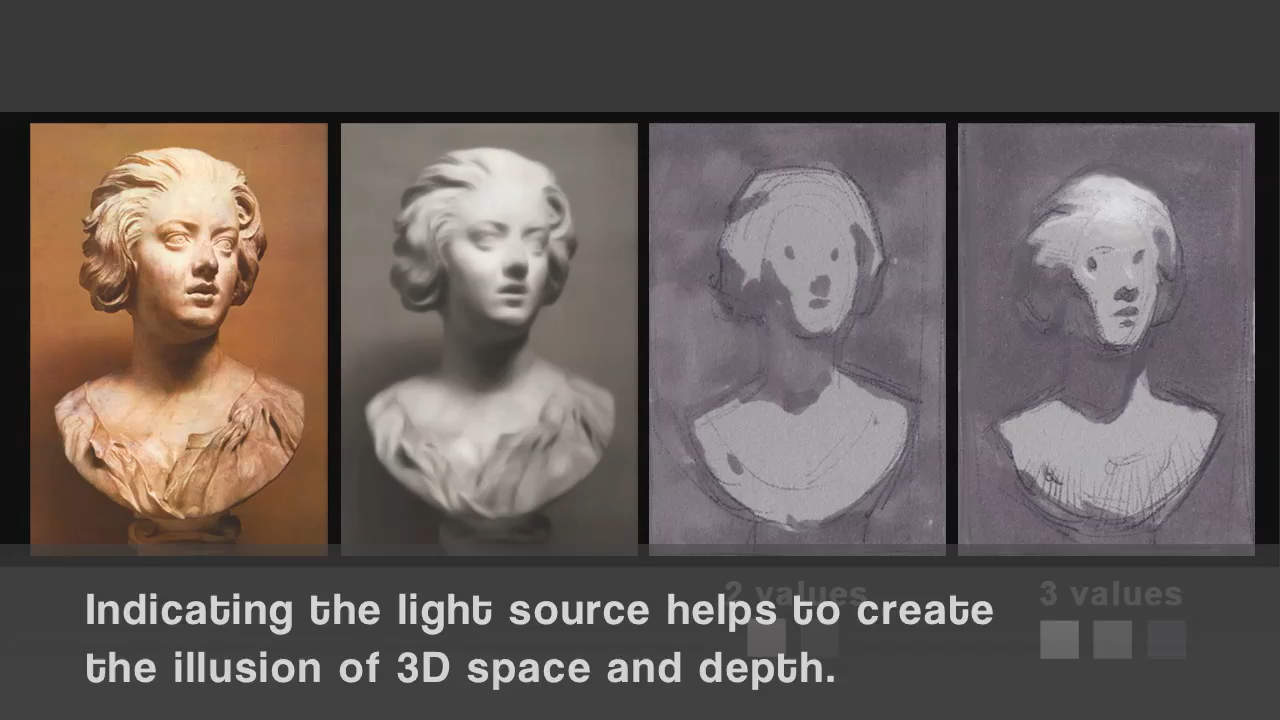 2 values
3 values
Indicating the light source helps to create
the illusion of 3D space and depth.